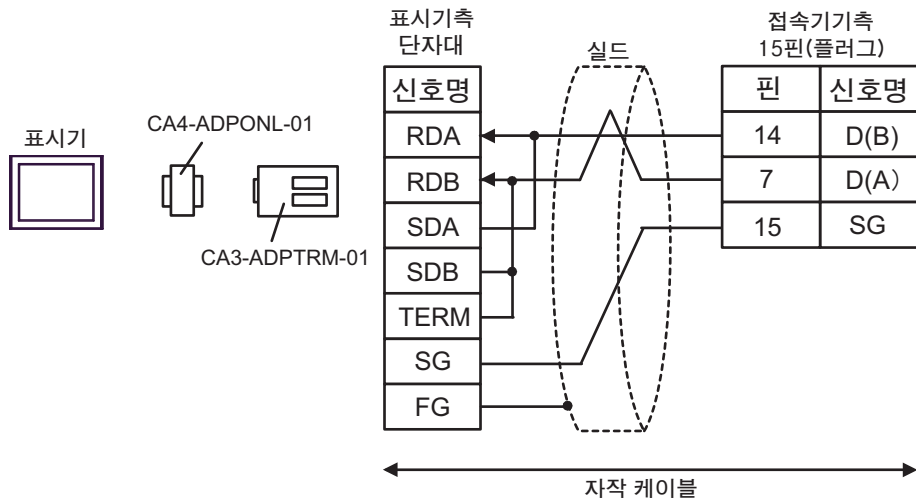 표시기
CA4-ADPONL-01
CA3-ADPTRM-01
표시기측
단자대
신호명
RDA
RDB
SDA
SDB
TERM
SG
FG
실드
접속기기측
15핀(플러그)
핀 신호명
14 D(B)
7 D(A)
15 SG
자작 케이블